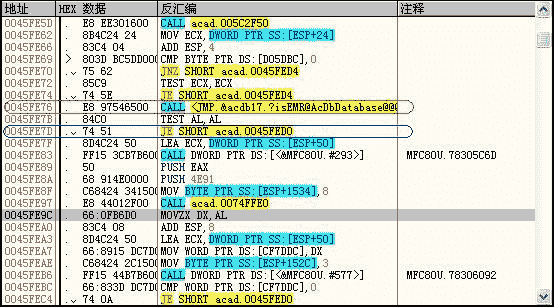 地址 HEX 数据 反汇编 注释
0045FE5D E8 EE301600 CALL acad.005C2F50
0045FE62 8B4C24 24 MOV ECX,DWORD PTR SS:[ESP+24]
0045FE66 83C4 04 ADD ESP,4
0045FE69 > 803D BC5DD000 CMP BYTE PTR DS:[D05DBC],0
0045FE70 75 62 JNZ SHORT acad.0045FED4
0045FE72 85C9 TEST ECX,ECX
0045FE74 74 5E JE SHORT acad.0045FED4
0045FE76 E8 97546500 CALL <JMP.&acdb17.?isEMR@AcDbDatabase@@
0045FE7B 84C0 TEST AL,AL
0045FE7D 74 51 JE SHORT acad.0045FED0
0045FE7F 8D4C24 50 LEA ECX,DWORD PTR SS:[ESP+50]
0045FE83 FF15 3CB7B600 CALL DWORD PTR DS:[<&MFC80U.#293>] MFC80U.78305C6D
0045FE89 50 PUSH EAX
0045FE8A 68 914E0000 PUSH 4E91
0045FE8F C68424 34150000 MOV BYTE PTR SS:[ESP+1534],8
0045FE97 E8 44012F00 CALL acad.0074FFE0
0045FE9C 66:0FB6D0 MOVZX DX,AL
0045FEA0 83C4 08 ADD ESP,8
0045FEA3 8D4C24 50 LEA ECX,DWORD PTR SS:[ESP+50]
0045FEA7 66:8915 DC7D MOV WORD PTR DS:[CF7DDC],DX
0045FEAE C68424 2C150 MOV BYTE PTR SS:[ESP+152C],3
0045FEB6 FF15 44B7B600 CALL DWORD PTR DS:[<&MFC80U.#577>] MFC80U.78306092
0045FEBC 66:833D DC7D CMP WORD PTR DS:[CF7DDC],0
0045FEC4 74 0A JE SHORT acad.0045FED0